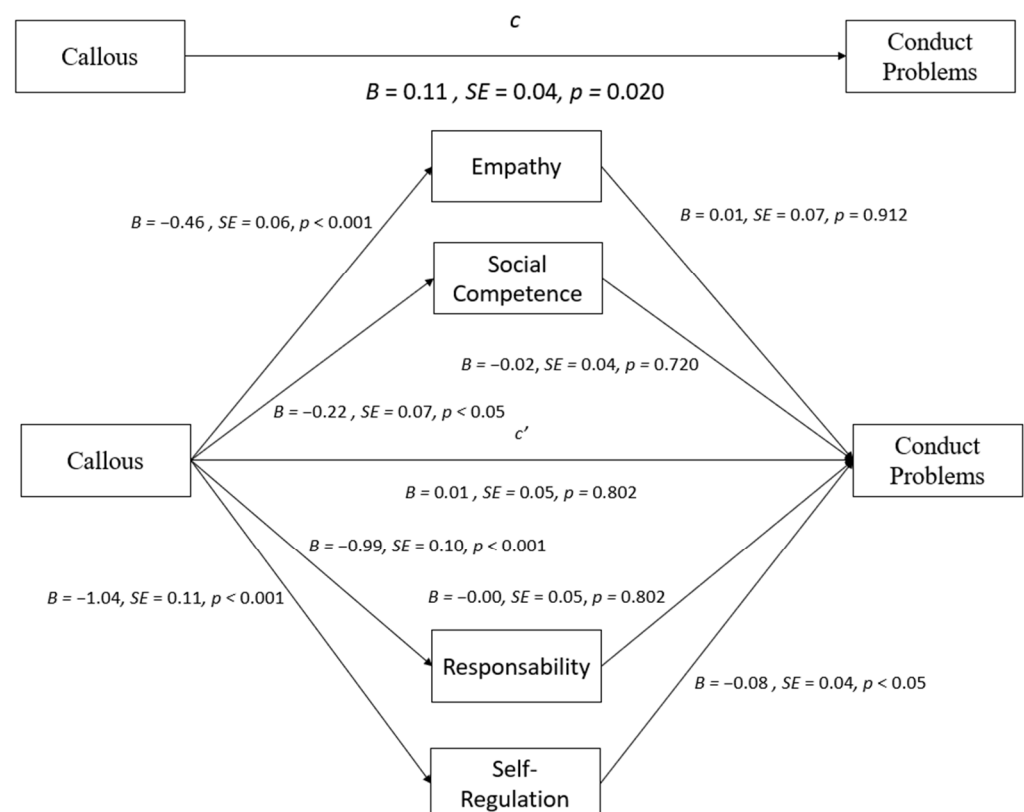 c
Callous
Conduct
Problems
B = 0.11 , SE = 0.04, p = 0.020
Empathy
B = −0.46 , SE = 0.06, p < 0.001
B = 0.01, SE = 0.07, p = 0.912
Social
Competence
B = −0.02, SE = 0.04, p = 0.720
B = −0.22 , SE = 0.07, p < 0.05
c’
Callous
Conduct
Problems
B = 0.01 , SE = 0.05, p = 0.802
B = −0.99, SE = 0.10, p < 0.001
B = −1.04, SE = 0.11, p < 0.001
B = −0.00, SE = 0.05, p = 0.802
Responsability
B = −0.08 , SE = 0.04, p < 0.05
Self-
Regulation